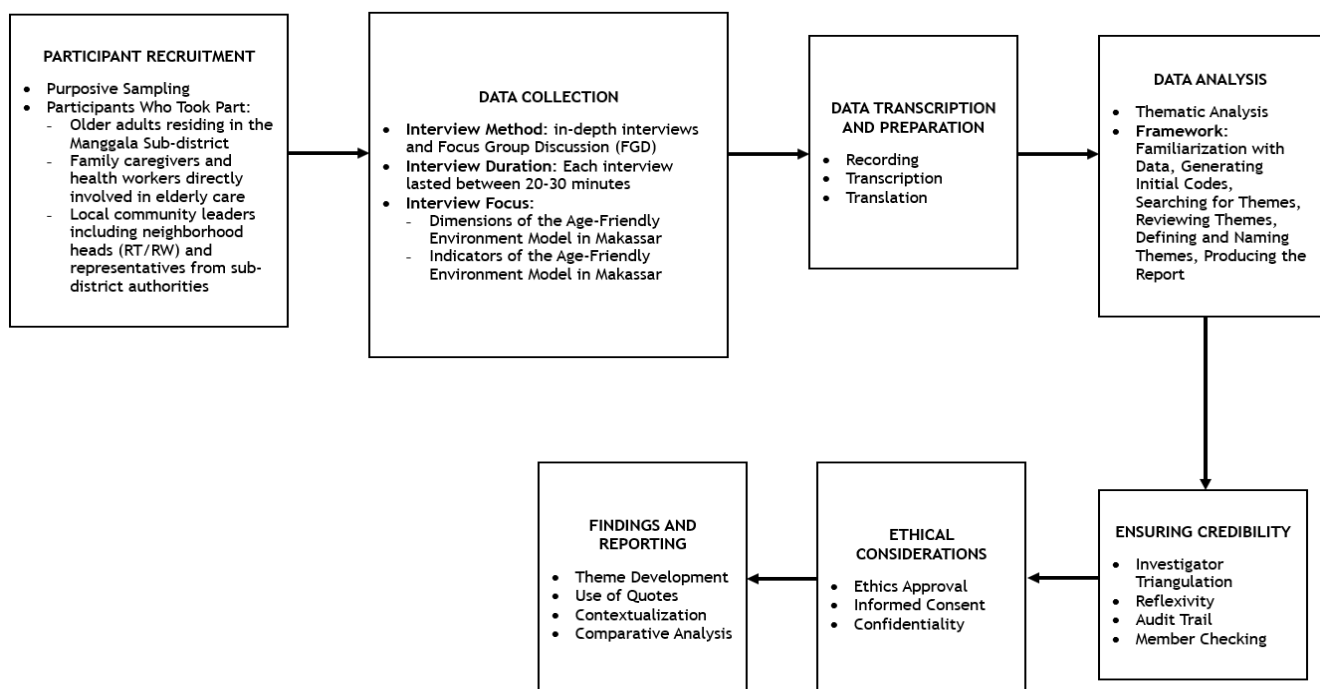 PARTICIPANT RECRUITMENT
• Purposive Sampling
• Participants Who Took Part:
- Older adults residing in the
Manggala Sub-district
- Family caregivers and
health workers directly
involved in elderly care
- Local community leaders
including neighborhood
heads (RT/RW) and
representatives from sub-
district authorities
DATA COLLECTION
• Interview Method: in-depth interviews
and Focus Group Discussion (FGD)
• Interview Duration: Each interview
lasted between 20-30 minutes
• Interview Focus:
- Dimensions of the Age-Friendly
Environment Model in Makassar
- Indicators of the Age-Friendly
Environment Model in Makassar
DATA TRANSCRIPTION
AND PREPARATION
• Recording
• Transcription
• Translation
DATA ANALYSIS
• Thematic Analysis
• Framework:
Familiarization with
Data, Generating
Initial Codes,
Searching for Themes,
Reviewing Themes,
Defining and Naming
Themes, Producing the
Report
ENSURING CREDIBILITY
• Investigator
Triangulation
• Reflexivity
• Audit Trail
• Member Checking
ETHICAL
CONSIDERATIONS
• Ethics Approval
• Informed Consent
• Confidentiality
FINDINGS AND
REPORTING
• Theme Development
• Use of Quotes
• Contextualization
• Comparative Analysis